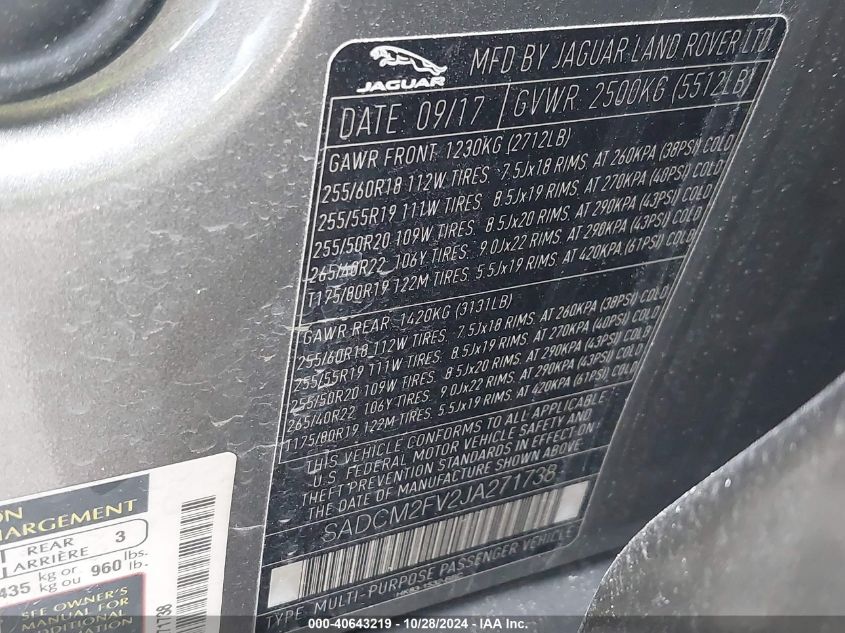 JAGUAR
MFD BY JAGUAR LAND ROVER LTD
DATE: 09/17 GVWR: 2500KG (5512LB)
GAWR FRONT: 1230KG (2712LB)
255/60R18 112W TIRES: 7.5Jx18 RIMS, AT 260KPA (38PSI) COLD
255/55R19 111W TIRES: 8.5Jx19 RIMS, AT 270KPA (40PSI) COLD
255/50R20 109W TIRES: 8.5Jx20 RIMS, AT 290KPA (43PSI) COLD
265/40R22 106Y TIRES: 9.0Jx22 RIMS, AT 290KPA (43PSI) COLD
T175/80R19 122M TIRES: 5.5Jx19 RIMS, AT 420KPA (61PSI) COLD
GAWR REAR: 1420KG (3131LB)
255/60R18 112W TIRES: 7.5Jx18 RIMS, AT 260KPA (38PSI) COLD
255/55R19 111W TIRES: 8.5Jx19 RIMS, AT 270KPA (40PSI) COLD
255/50R20 109W TIRES: 8.5Jx20 RIMS, AT 290KPA (43PSI) COLD
265/40R22 106Y TIRES: 9.0Jx22 RIMS, AT 290KPA (43PSI) COLD
T175/80R19 122M TIRES: 5.5Jx19 RIMS, AT 420KPA (61PSI) COLD
THIS VEHICLE CONFORMS TO ALL APPLICABLE
U.S. FEDERAL MOTOR VEHICLE SAFETY AND
THEFT PREVENTION STANDARDS IN EFFECT ON
THE DATE OF MANUFACTURE SHOWN ABOVE.
SADCM2FV2JA271738
TYPE: MULTI-PURPOSE PASSENGER VEHICLE
ON
HARGEMENT
REAR 3
ARRIÈRE
435 kg or 960 lbs.
kg ou lb.
SEE OWNER'S
MANUAL FOR
ADDITIONAL
INFORMATION
71738
000-40643219 - 10/28/2024 - IAAI, Inc.